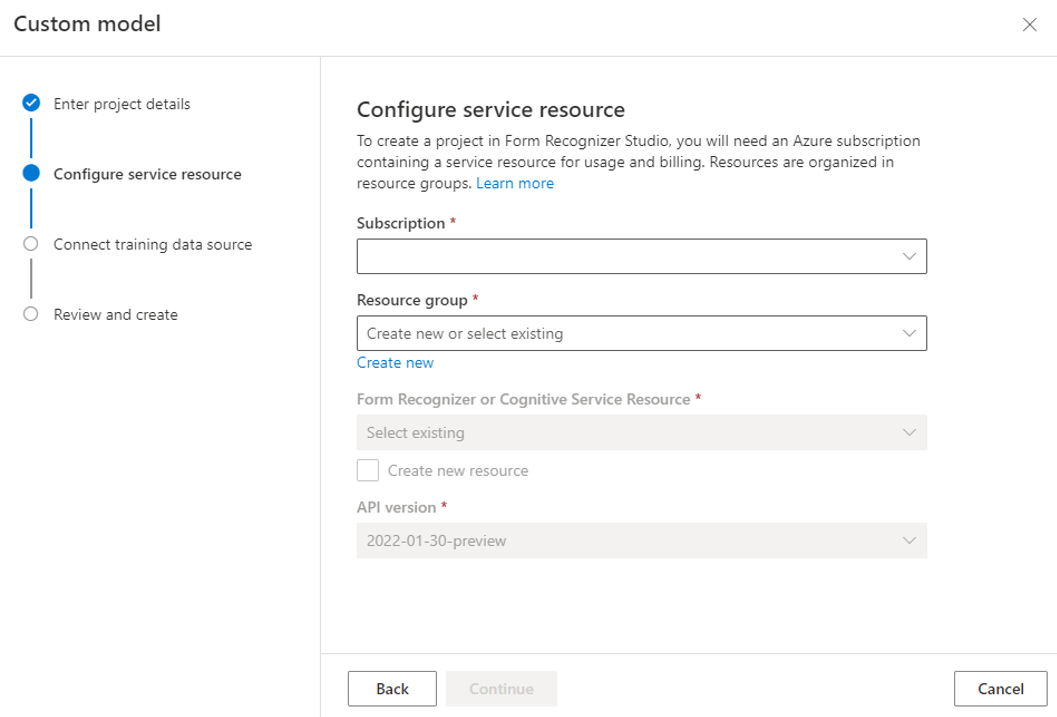 Custom model
Enter project details
Configure service resource
Connect training data source
Review and create
Configure service resource
To create a project in Form Recognizer Studio, you will need an Azure subscription
containing a service resource for usage and billing. Resources are organized in
resource groups. Learn more
Subscription *
Resource group *
Create new or select existing
Create new
Form Recognizer or Cognitive Service Resource *
Select existing
Create new resource
API version *
2022-01-30-preview
Back
Continue
Cancel